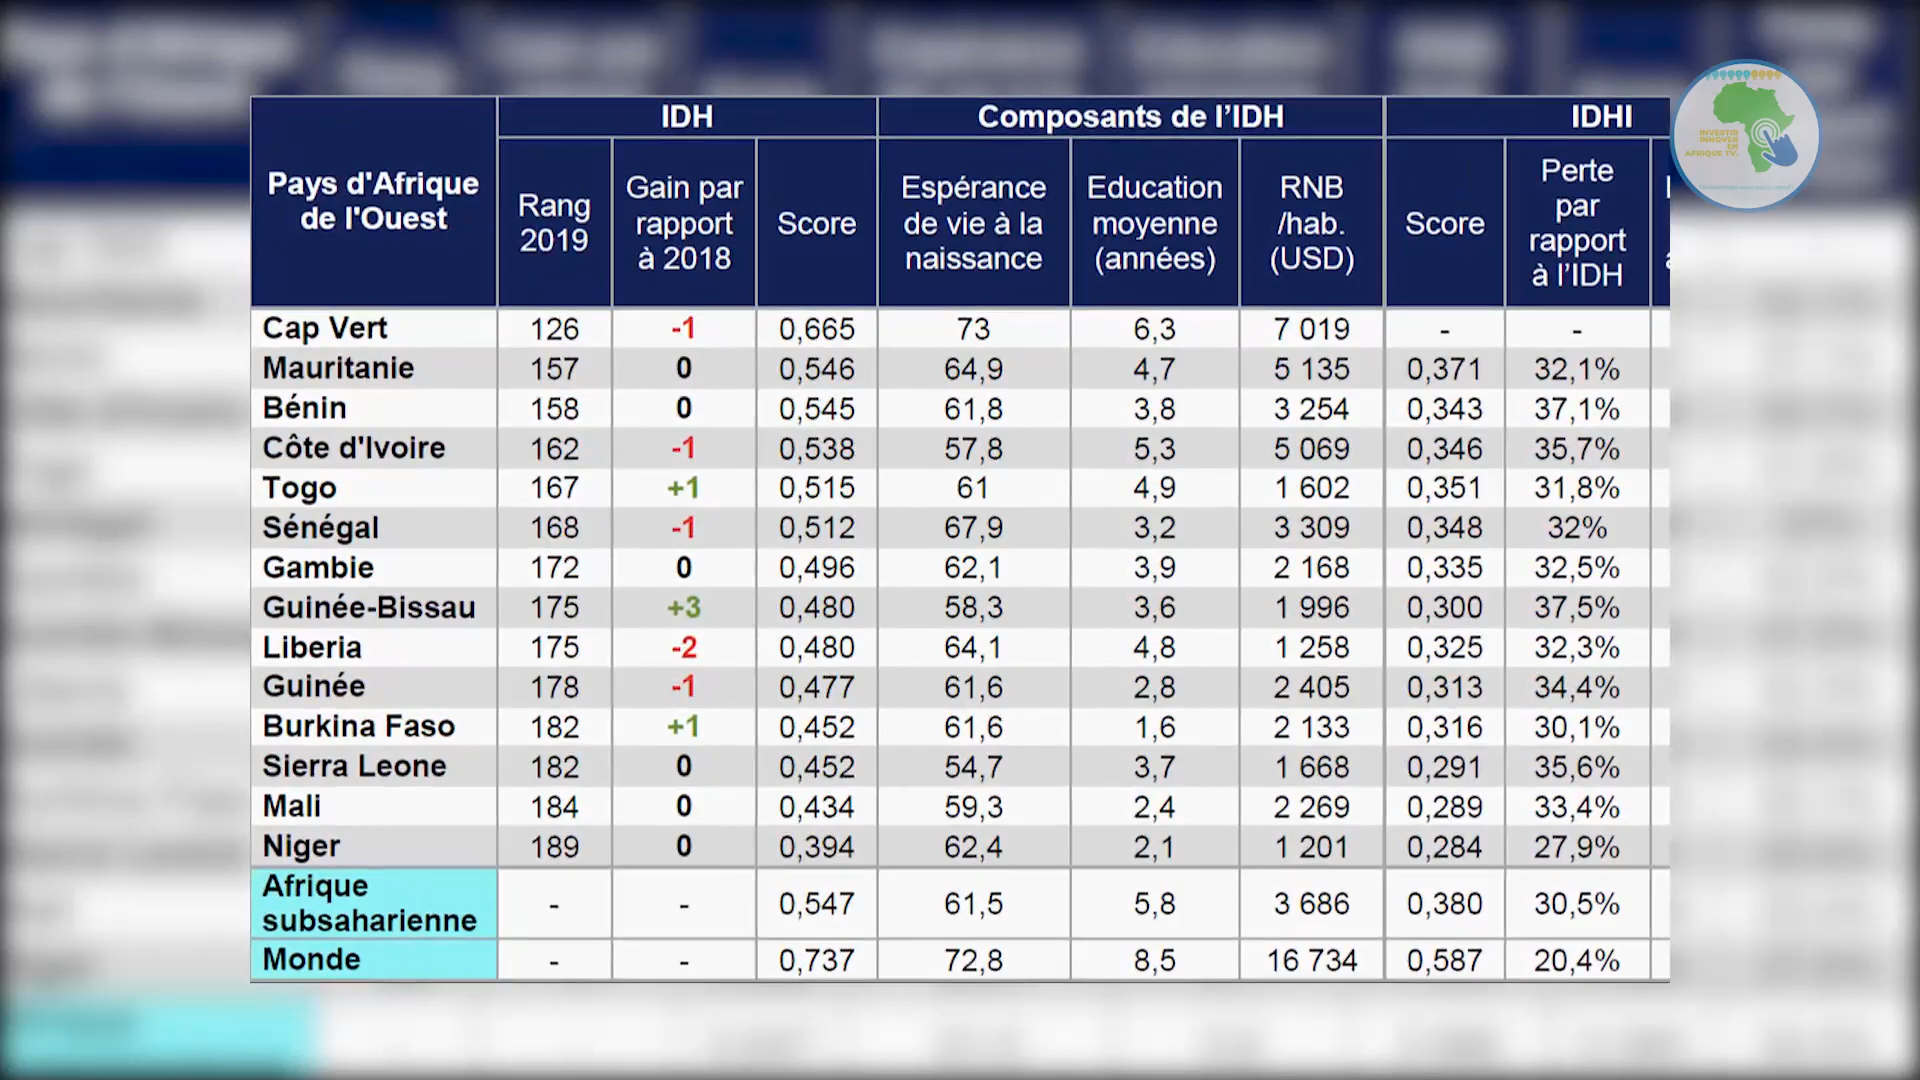 Pays d'Afrique
de l'Ouest
IDH
Composants de l'IDH
IDHI
Rang
2019
Gain par
rapport
à 2018
Score
Espérance
de vie à la
naissance
Education
moyenne
(années)
RNB
/hab.
(USD)
Score
Perte
par
rapport
à l'IDH
INVESTIR
INNOVER
EN
AFRIQUE TV.
Cap Vert 126 -1 0,665 73 6,3 7 019 - -
Mauritanie 157 0 0,546 64,9 4,7 5 135 0,371 32,1%
Bénin 158 0 0,545 61,8 3,8 3 254 0,343 37,1%
Côte d'Ivoire 162 -1 0,538 57,8 5,3 5 069 0,346 35,7%
Togo 167 +1 0,515 61 4,9 1 602 0,351 31,8%
Sénégal 168 -1 0,512 67,9 3,2 3 309 0,348 32%
Gambie 172 0 0,496 62,1 3,9 2 168 0,335 32,5%
Guinée-Bissau 175 +3 0,480 58,3 3,6 1 996 0,300 37,5%
Liberia 175 -2 0,480 64,1 4,8 1 258 0,325 32,3%
Guinée 178 -1 0,477 61,6 2,8 2 405 0,313 34,4%
Burkina Faso 182 +1 0,452 61,6 1,6 2 133 0,316 30,1%
Sierra Leone 182 0 0,452 54,7 3,7 1 668 0,291 35,6%
Mali 184 0 0,434 59,3 2,4 2 269 0,289 33,4%
Niger 189 0 0,394 62,4 2,1 1 201 0,284 27,9%
Afrique
subsaharienne - - 0,547 61,5 5,8 3 686 0,380 30,5%
Monde - - 0,737 72,8 8,5 16 734 0,587 20,4%